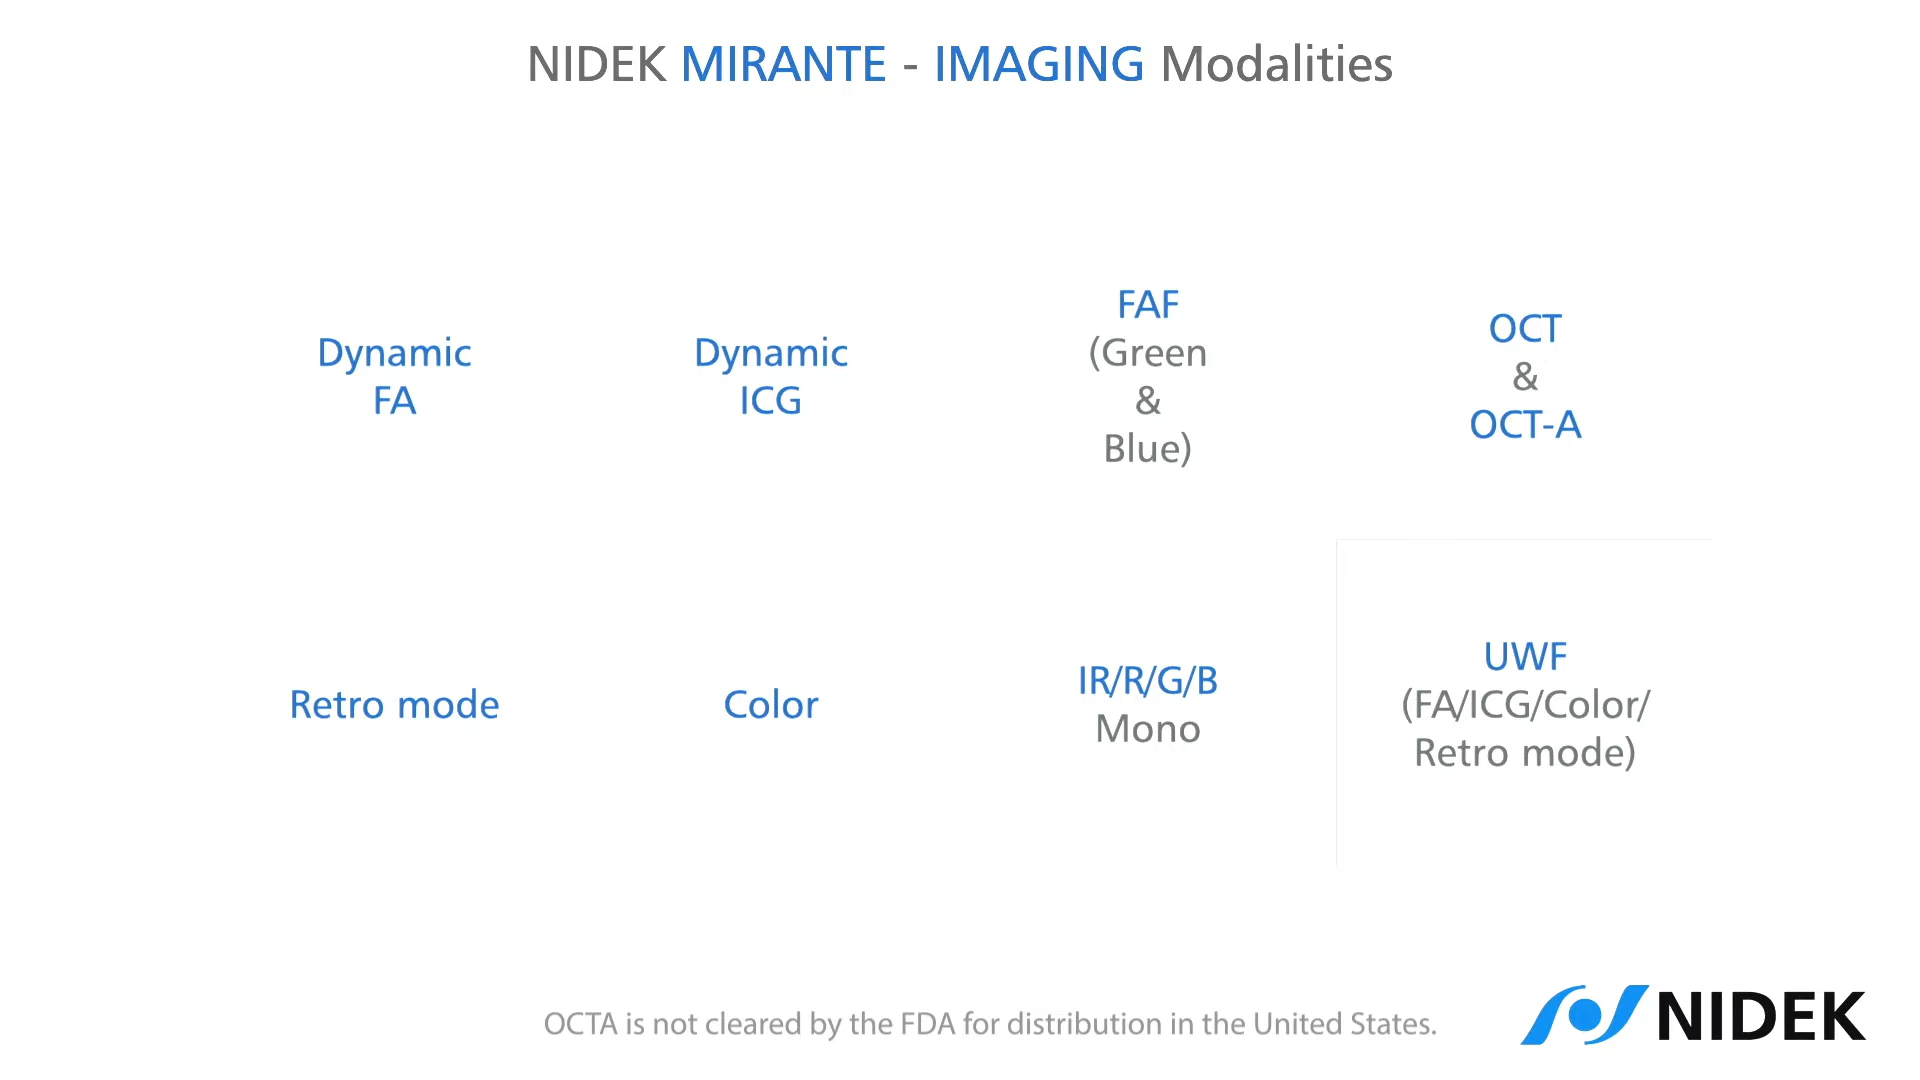 NIDEK MIRANTE - IMAGING Modalities
Dynamic
FA
Dynamic
ICG
FAF
(Green
&
Blue)
OCT
&
OCT-A
Retro mode
Color
IR/R/G/B
Mono
UWF
(FA/ICG/Color/
Retro mode)
OCTA is not cleared by the FDA for distribution in the United States.
NIDEK